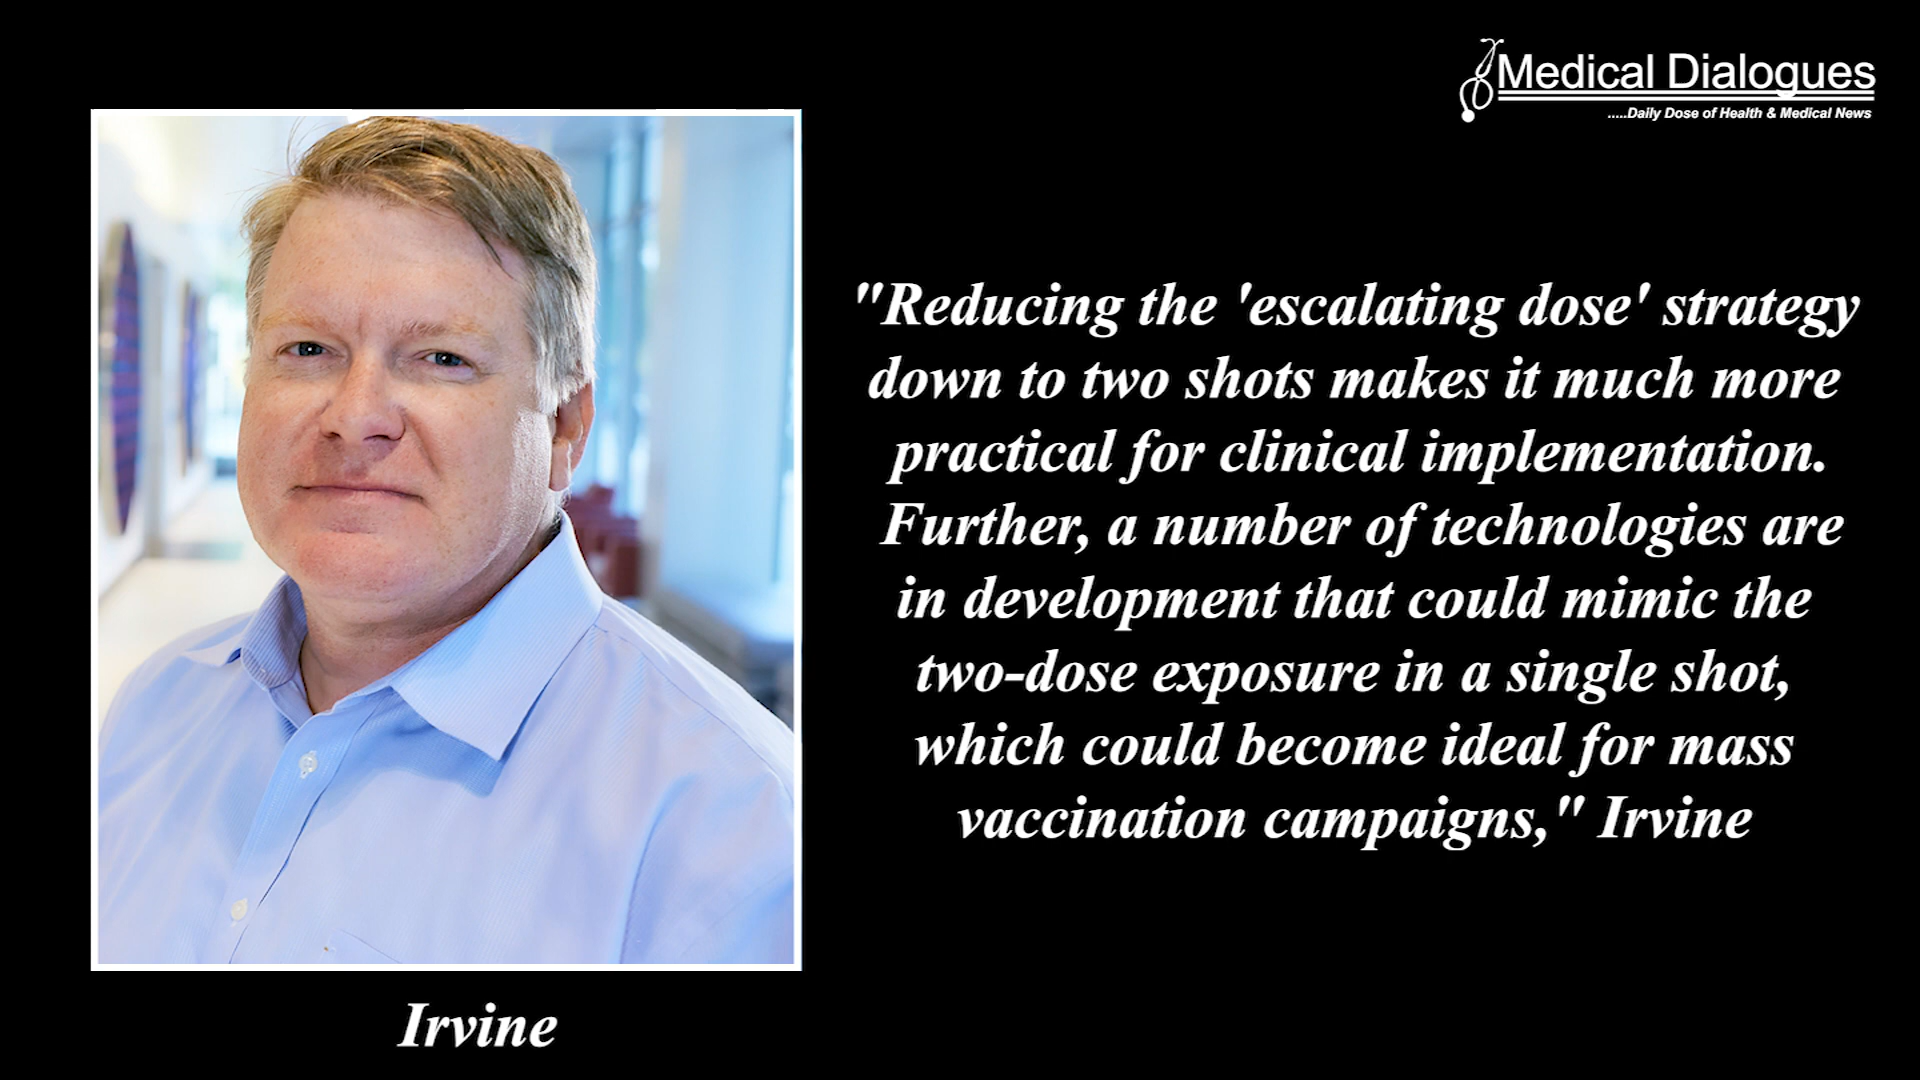 Medical Dialogues
.....Daily Dose of Health & Medical News
"Reducing the 'escalating dose' strategy
down to two shots makes it much more
practical for clinical implementation.
Further, a number of technologies are
in development that could mimic the
two-dose exposure in a single shot,
which could become ideal for mass
vaccination campaigns," Irvine
Irvine